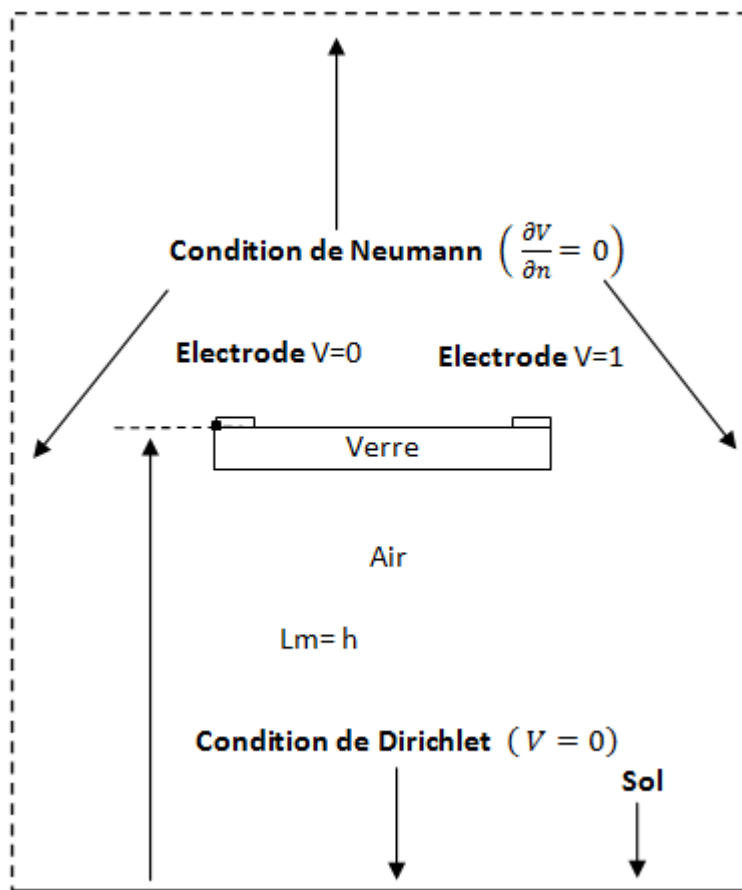 Condition de Neumann (∂V/∂n = 0)
Electrode V=0
Electrode V=1
Verre
Air
Lm= h
Condition de Dirichlet (V = 0)
Sol